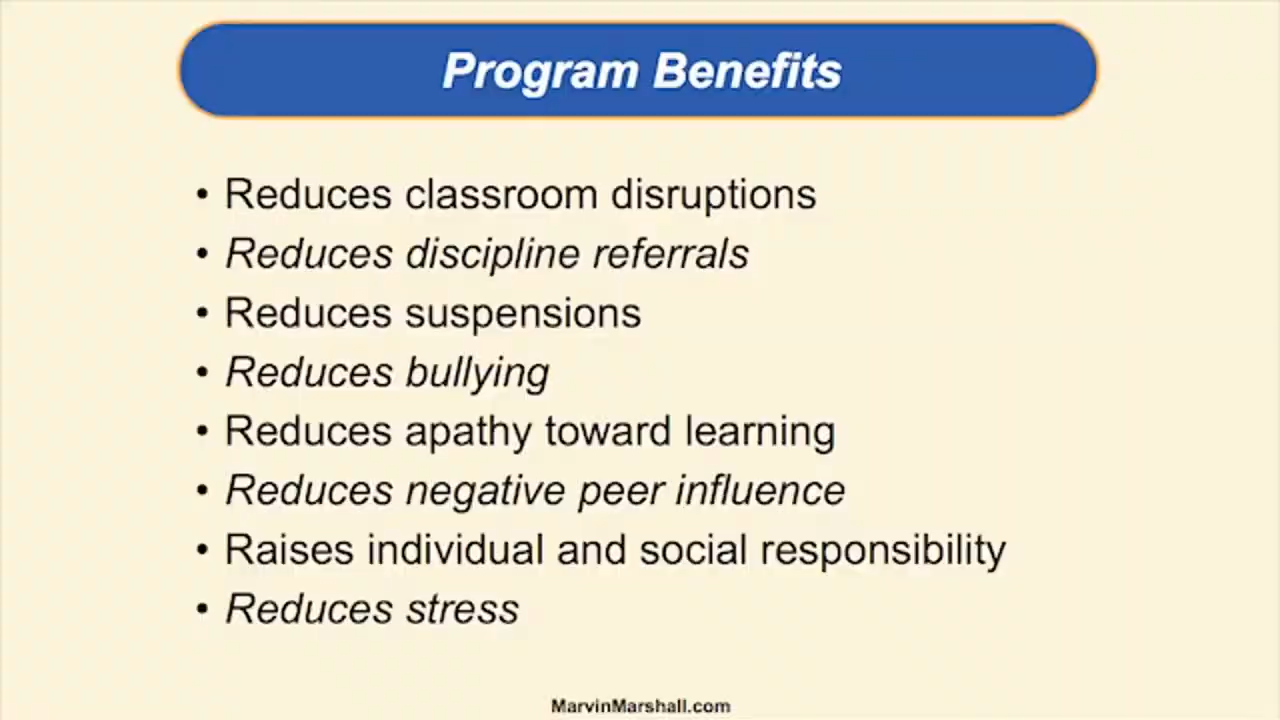 Program Benefits
• Reduces classroom disruptions
• Reduces discipline referrals
• Reduces suspensions
• Reduces bullying
• Reduces apathy toward learning
• Reduces negative peer influence
• Raises individual and social responsibility
• Reduces stress
MarvinMarshall.com